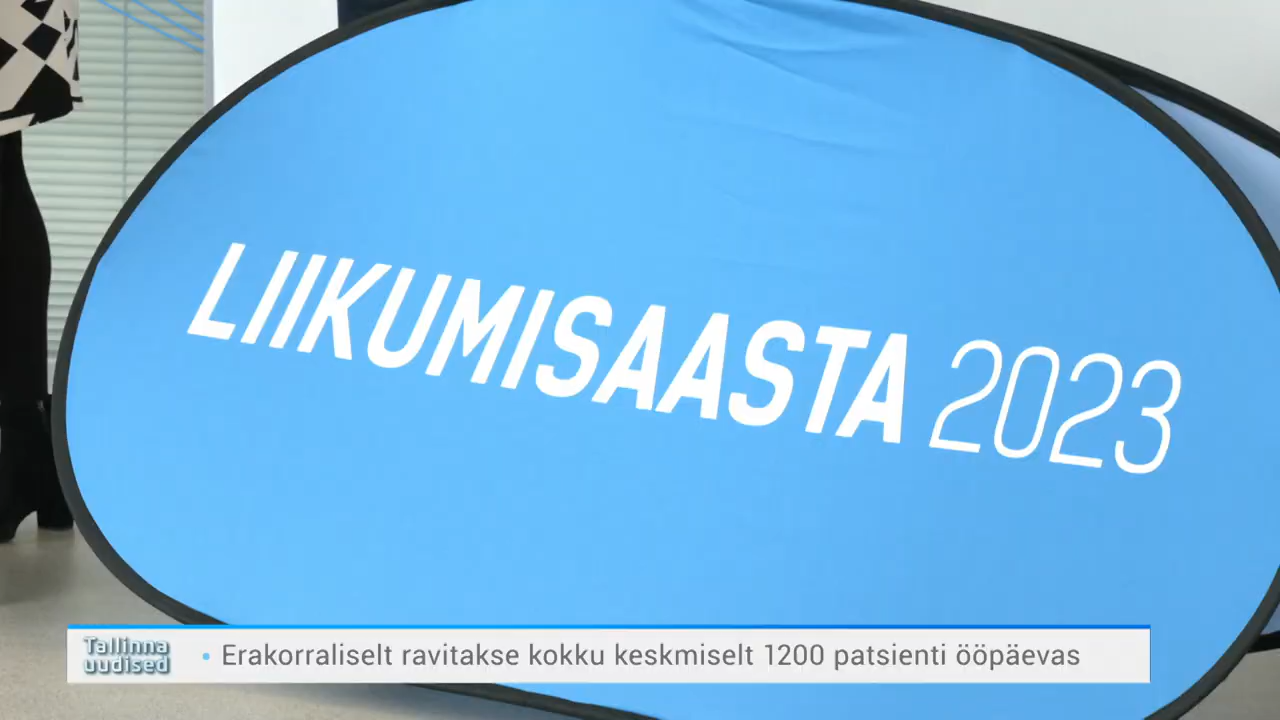 LIIKUMISAASTA 2023
Tallinna
uudised
• Erakorraliselt ravitakse kokku keskmiselt 1200 patsienti ööpäevas